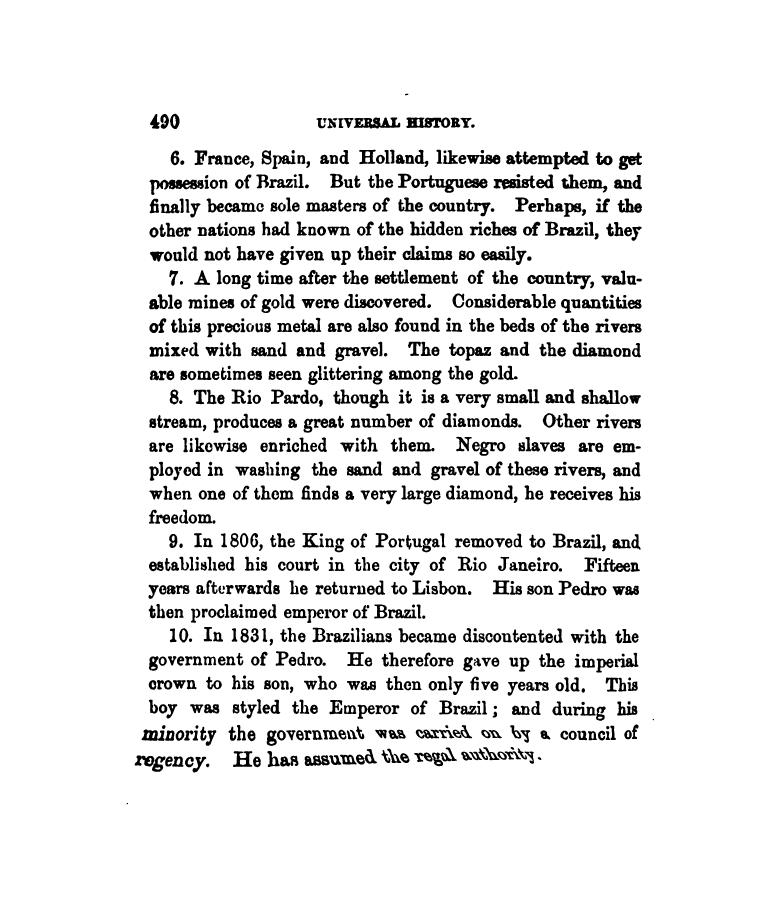 490 UNIVERSAL HISTORY.
6. France, Spain, and Holland, likewise attempted to get
possession of Brazil. But the Portuguese resisted them, and
finally became sole masters of the country. Perhaps, if the
other nations had known of the hidden riches of Brazil, they
would not have given up their claims so easily.
7. A long time after the settlement of the country, valu-
able mines of gold were discovered. Considerable quantities
of this precious metal are also found in the beds of the rivers
mixed with sand and gravel. The topaz and the diamond
are sometimes seen glittering among the gold.
8. The Rio Pardo, though it is a very small and shallow
stream, produces a great number of diamonds. Other rivers
are likewise enriched with them. Negro slaves are em-
ployed in washing the sand and gravel of these rivers, and
when one of them finds a very large diamond, he receives his
freedom.
9. In 1806, the King of Portugal removed to Brazil, and
established his court in the city of Rio Janeiro. Fifteen
years afterwards he returned to Lisbon. His son Pedro was
then proclaimed emperor of Brazil.
10. In 1831, the Brazilians became discontented with the
government of Pedro. He therefore gave up the imperial
crown to his son, who was then only five years old. This
boy was styled the Emperor of Brazil; and during his
minority the government was carried on by a council of
regency. He has assumed the regal authority.